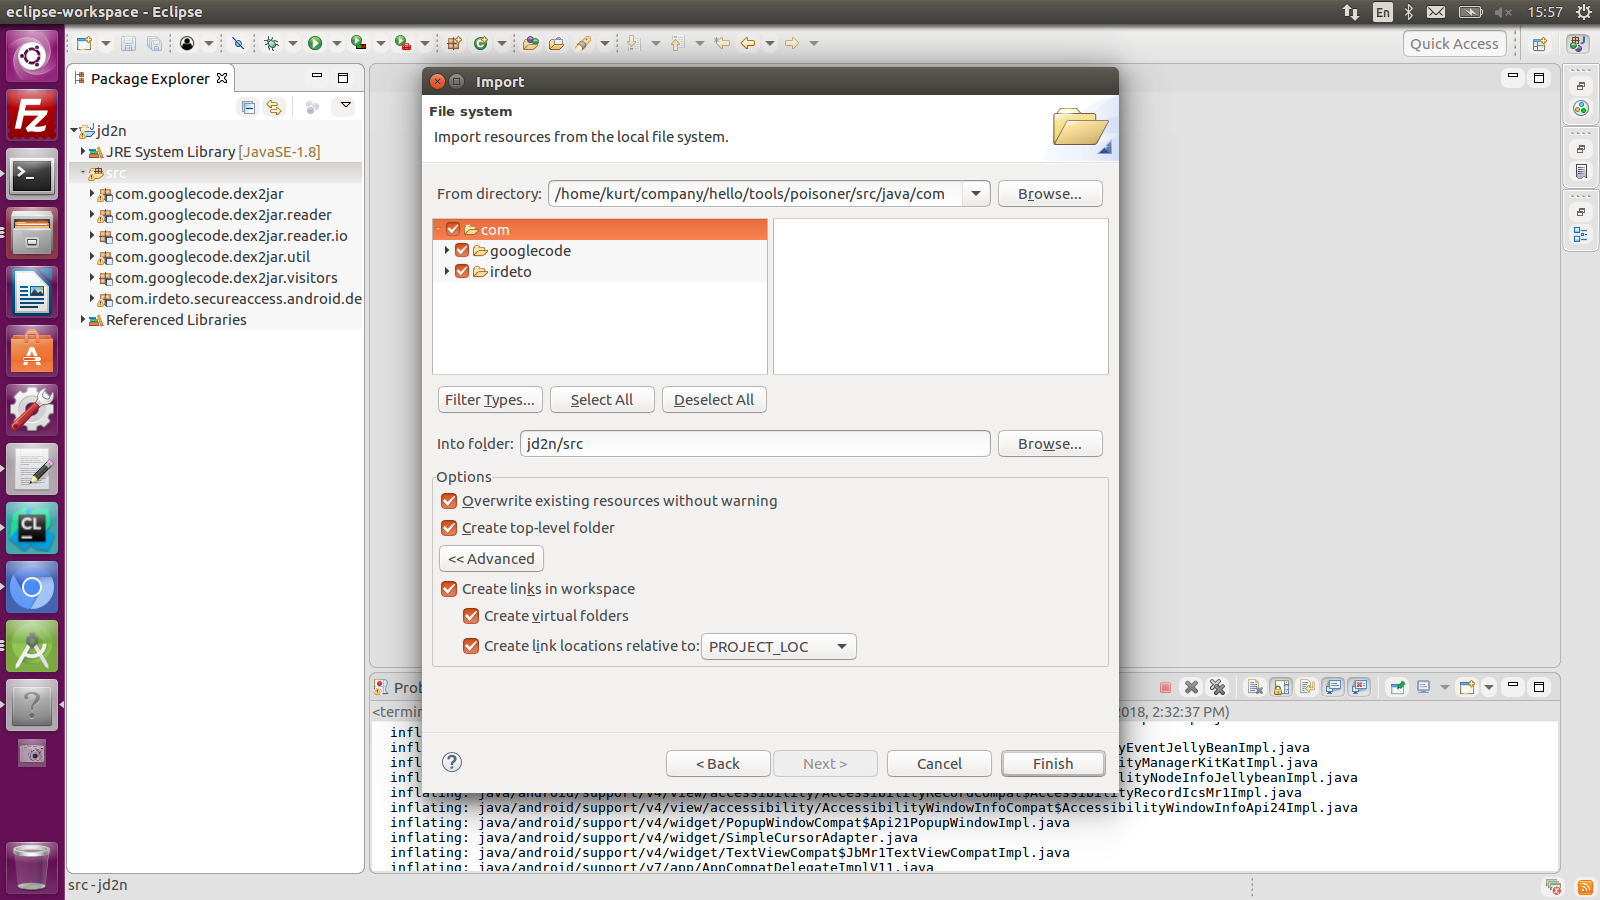 eclipse-workspace - Eclipse
En
15:57
Quick Access
Package Explorer
jd2n
JRE System Library [JavaSE-1.8]
src
com.googlecode.dex2jar
com.googlecode.dex2jar.reader
com.googlecode.dex2jar.reader.io
com.googlecode.dex2jar.util
com.googlecode.dex2jar.visitors
com.irdeto.secureaccess.android.de
Referenced Libraries
Import
File system
Import resources from the local file system.
From directory: /home/kurt/company/hello/tools/poisoner/src/java/com Browse...
com
googlecode
irdeto
Filter Types... Select All Deselect All
Into folder: jd2n/src Browse...
Options
Overwrite existing resources without warning
Create top-level folder
<< Advanced
Create links in workspace
Create virtual folders
Create link locations relative to: PROJECT_LOC
< Back Next > Cancel Finish
Prob
<termin 2018, 2:32:37 PM)
infl
infl yEventJellyBeanImpl.java
infl ityManagerKitKatImpl.java
infl ityNodeInfoJellybeanImpl.java
inflating: java/android/support/v4/view/accessibility/AccessibilityRecordCompat$AccessibilityRecordIcsMr1Impl.java
inflating: java/android/support/v4/view/accessibility/AccessibilityWindowInfoCompat$AccessibilityWindowInfoApi24Impl.java
inflating: java/android/support/v4/widget/PopupWindowCompat$Api21PopupWindowImpl.java
inflating: java/android/support/v4/widget/SimpleCursorAdapter.java
inflating: java/android/support/v4/widget/TextViewCompat$JbMr1TextViewCompatImpl.java
inflating: java/android/support/v7/app/AppCompatDelegateImplV11.java
src - jd2n